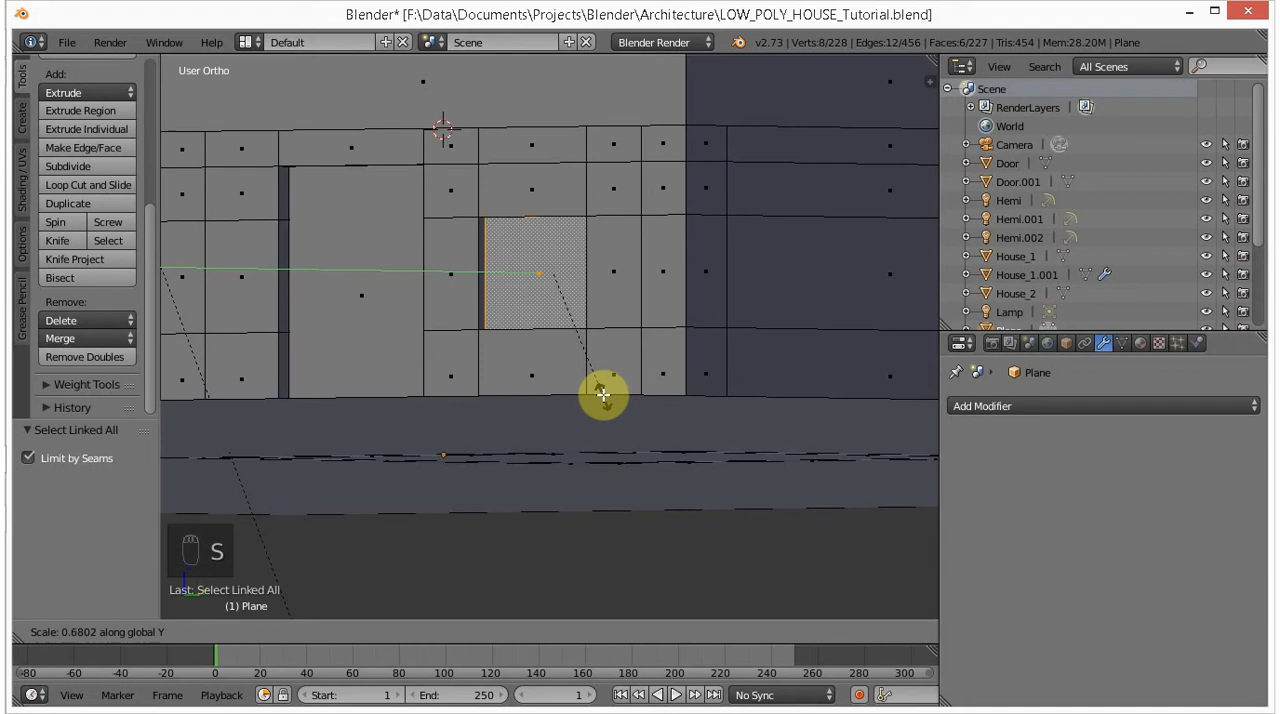 Blender* [F:\Data\Documents\Projects\Blender\Architecture\LOW_POLY_HOUSE_Tutorial.blend]
File Render Window Help Default Scene Blender Render v2.73 | Verts:8/228 | Edges:12/456 | Faces:6/227 | Tris:454 | Mem:28.20M | Plane
Tools
Create
Shading / UVs
Options
Grease Pencil
Add:
Extrude
Extrude Region
Extrude Individual
Make Edge/Face
Subdivide
Loop Cut and Slide
Duplicate
Spin Screw
Knife Select
Knife Project
Bisect
Remove:
Delete
Merge
Remove Doubles
Weight Tools
History
Select Linked All
Limit by Seams
User Ortho
S
Last: Select Linked All
(1) Plane
Scale: 0.6802 along global Y
View Search All Scenes
Scene
RenderLayers
World
Camera
Door
Door.001
Hemi
Hemi.001
Hemi.002
House_1
House_1.001
House_2
Lamp
Plane
Add Modifier
-80 -60 -40 -20 0 20 40 60 80 100 120 140 160 180 200 220 240 260 280
View Marker Frame Playback Start: 1 End: 250 1 No Sync